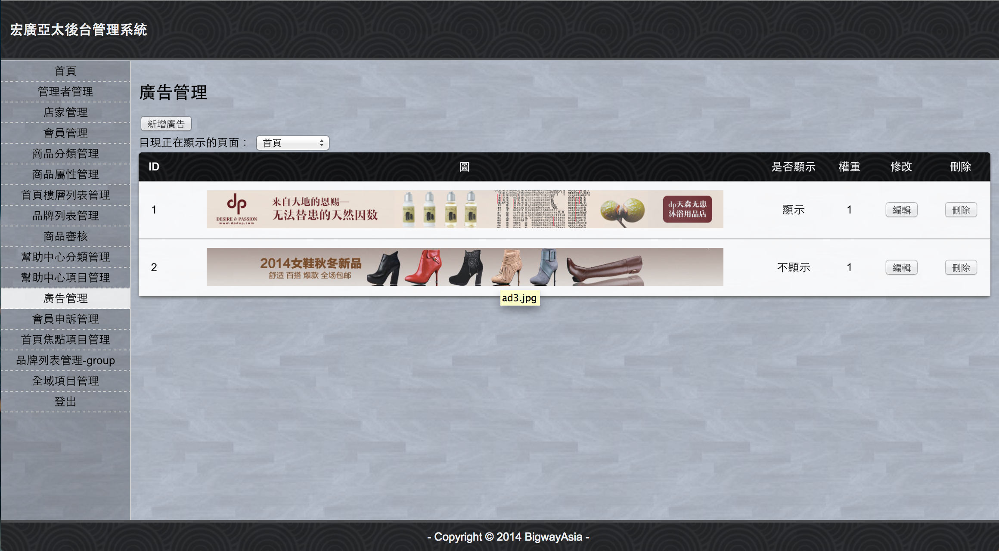 宏廣亞太後台管理系統
首頁
管理者管理
店家管理
會員管理
商品分類管理
商品屬性管理
首頁樓層列表管理
品牌列表管理
商品審核
幫助中心分類管理
幫助中心項目管理
廣告管理
會員申訴管理
首頁焦點項目管理
品牌列表管理-group
全域項目管理
登出
廣告管理
新增廣告
目現正在顯示的頁面： 首頁
ID 圖 是否顯示 權重 修改 刪除
1
dp
DESIRE & PASSION
www.dpdap.com
来自大地的恩赐—
无法替患的天然因数
dp天森无患
沐浴用品店
顯示 1 編輯 刪除
2
2014女鞋秋冬新品
舒适 百搭 爆款 全场包邮
不顯示 1 編輯 刪除
ad3.jpg
- Copyright © 2014 BigwayAsia -